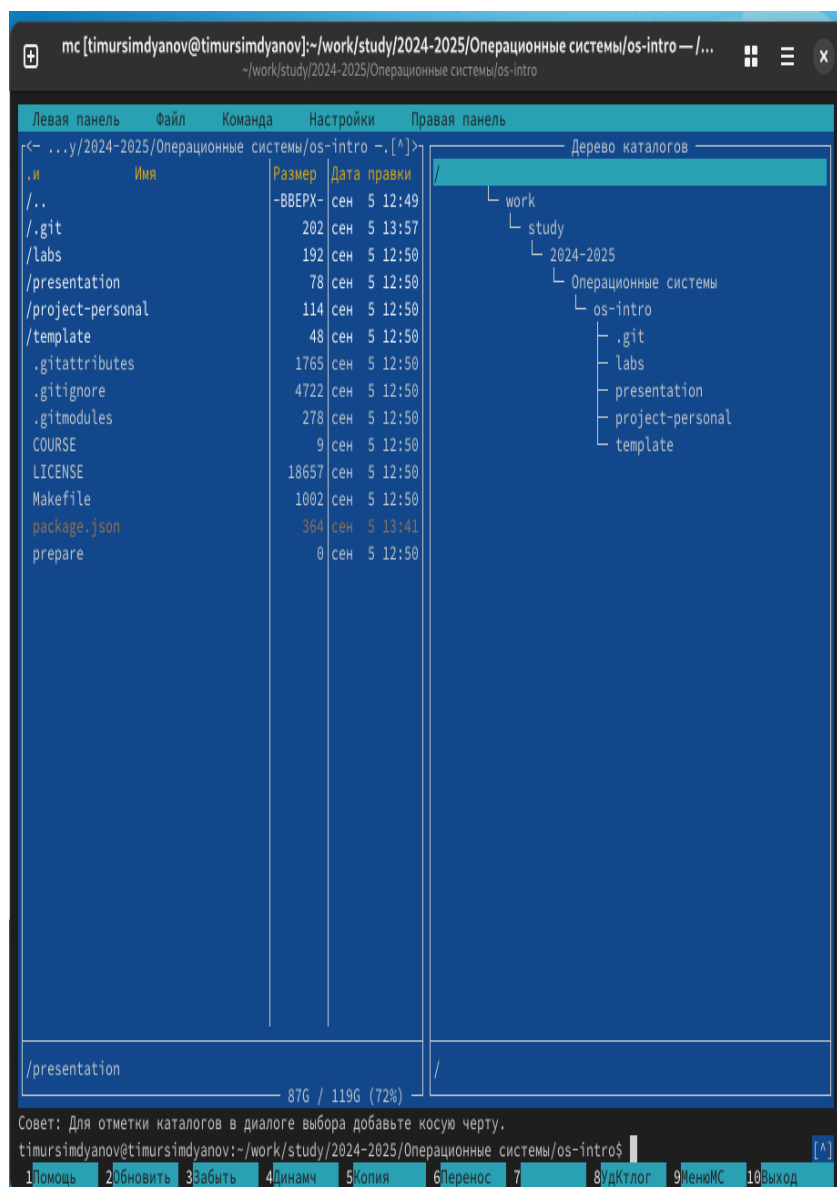 mc [timursimdyanov@timursimdyanov]:~/work/study/2024-2025/Операционные системы/os-intro — /...
~/work/study/2024-2025/Операционные системы/os-intro
Левая панель Файл Команда Настройки Правая панель
<- ...y/2024-2025/Операционные системы/os-intro -.[^]>
Дерево каталогов
.и Имя Размер Дата правки
/
/.. -ВВЕРХ- сен 5 12:49
└─ work
/.git 202 сен 5 13:57
└─ study
/labs 192 сен 5 12:50
└─ 2024-2025
/presentation 78 сен 5 12:50
└─ Операционные системы
/project-personal 114 сен 5 12:50
└─ os-intro
/template 48 сен 5 12:50
├─ .git
.gitattributes 1765 сен 5 12:50
├─ labs
.gitignore 4722 сен 5 12:50
├─ presentation
.gitmodules 278 сен 5 12:50
├─ project-personal
COURSE 9 сен 5 12:50
└─ template
LICENSE 18657 сен 5 12:50
Makefile 1002 сен 5 12:50
package.json 364 сен 5 13:41
prepare 0 сен 5 12:50
/presentation
/
87G / 119G (72%)
Совет: Для отметки каталогов в диалоге выбора добавьте косую черту.
timursimdyanov@timursimdyanov:~/work/study/2024-2025/Операционные системы/os-intro$ [^]
1Помощь 2Обновить 3Забыть 4Динамч 5Копия 6Перенос 7 8УдКтлог 9МенюМС 10Выход